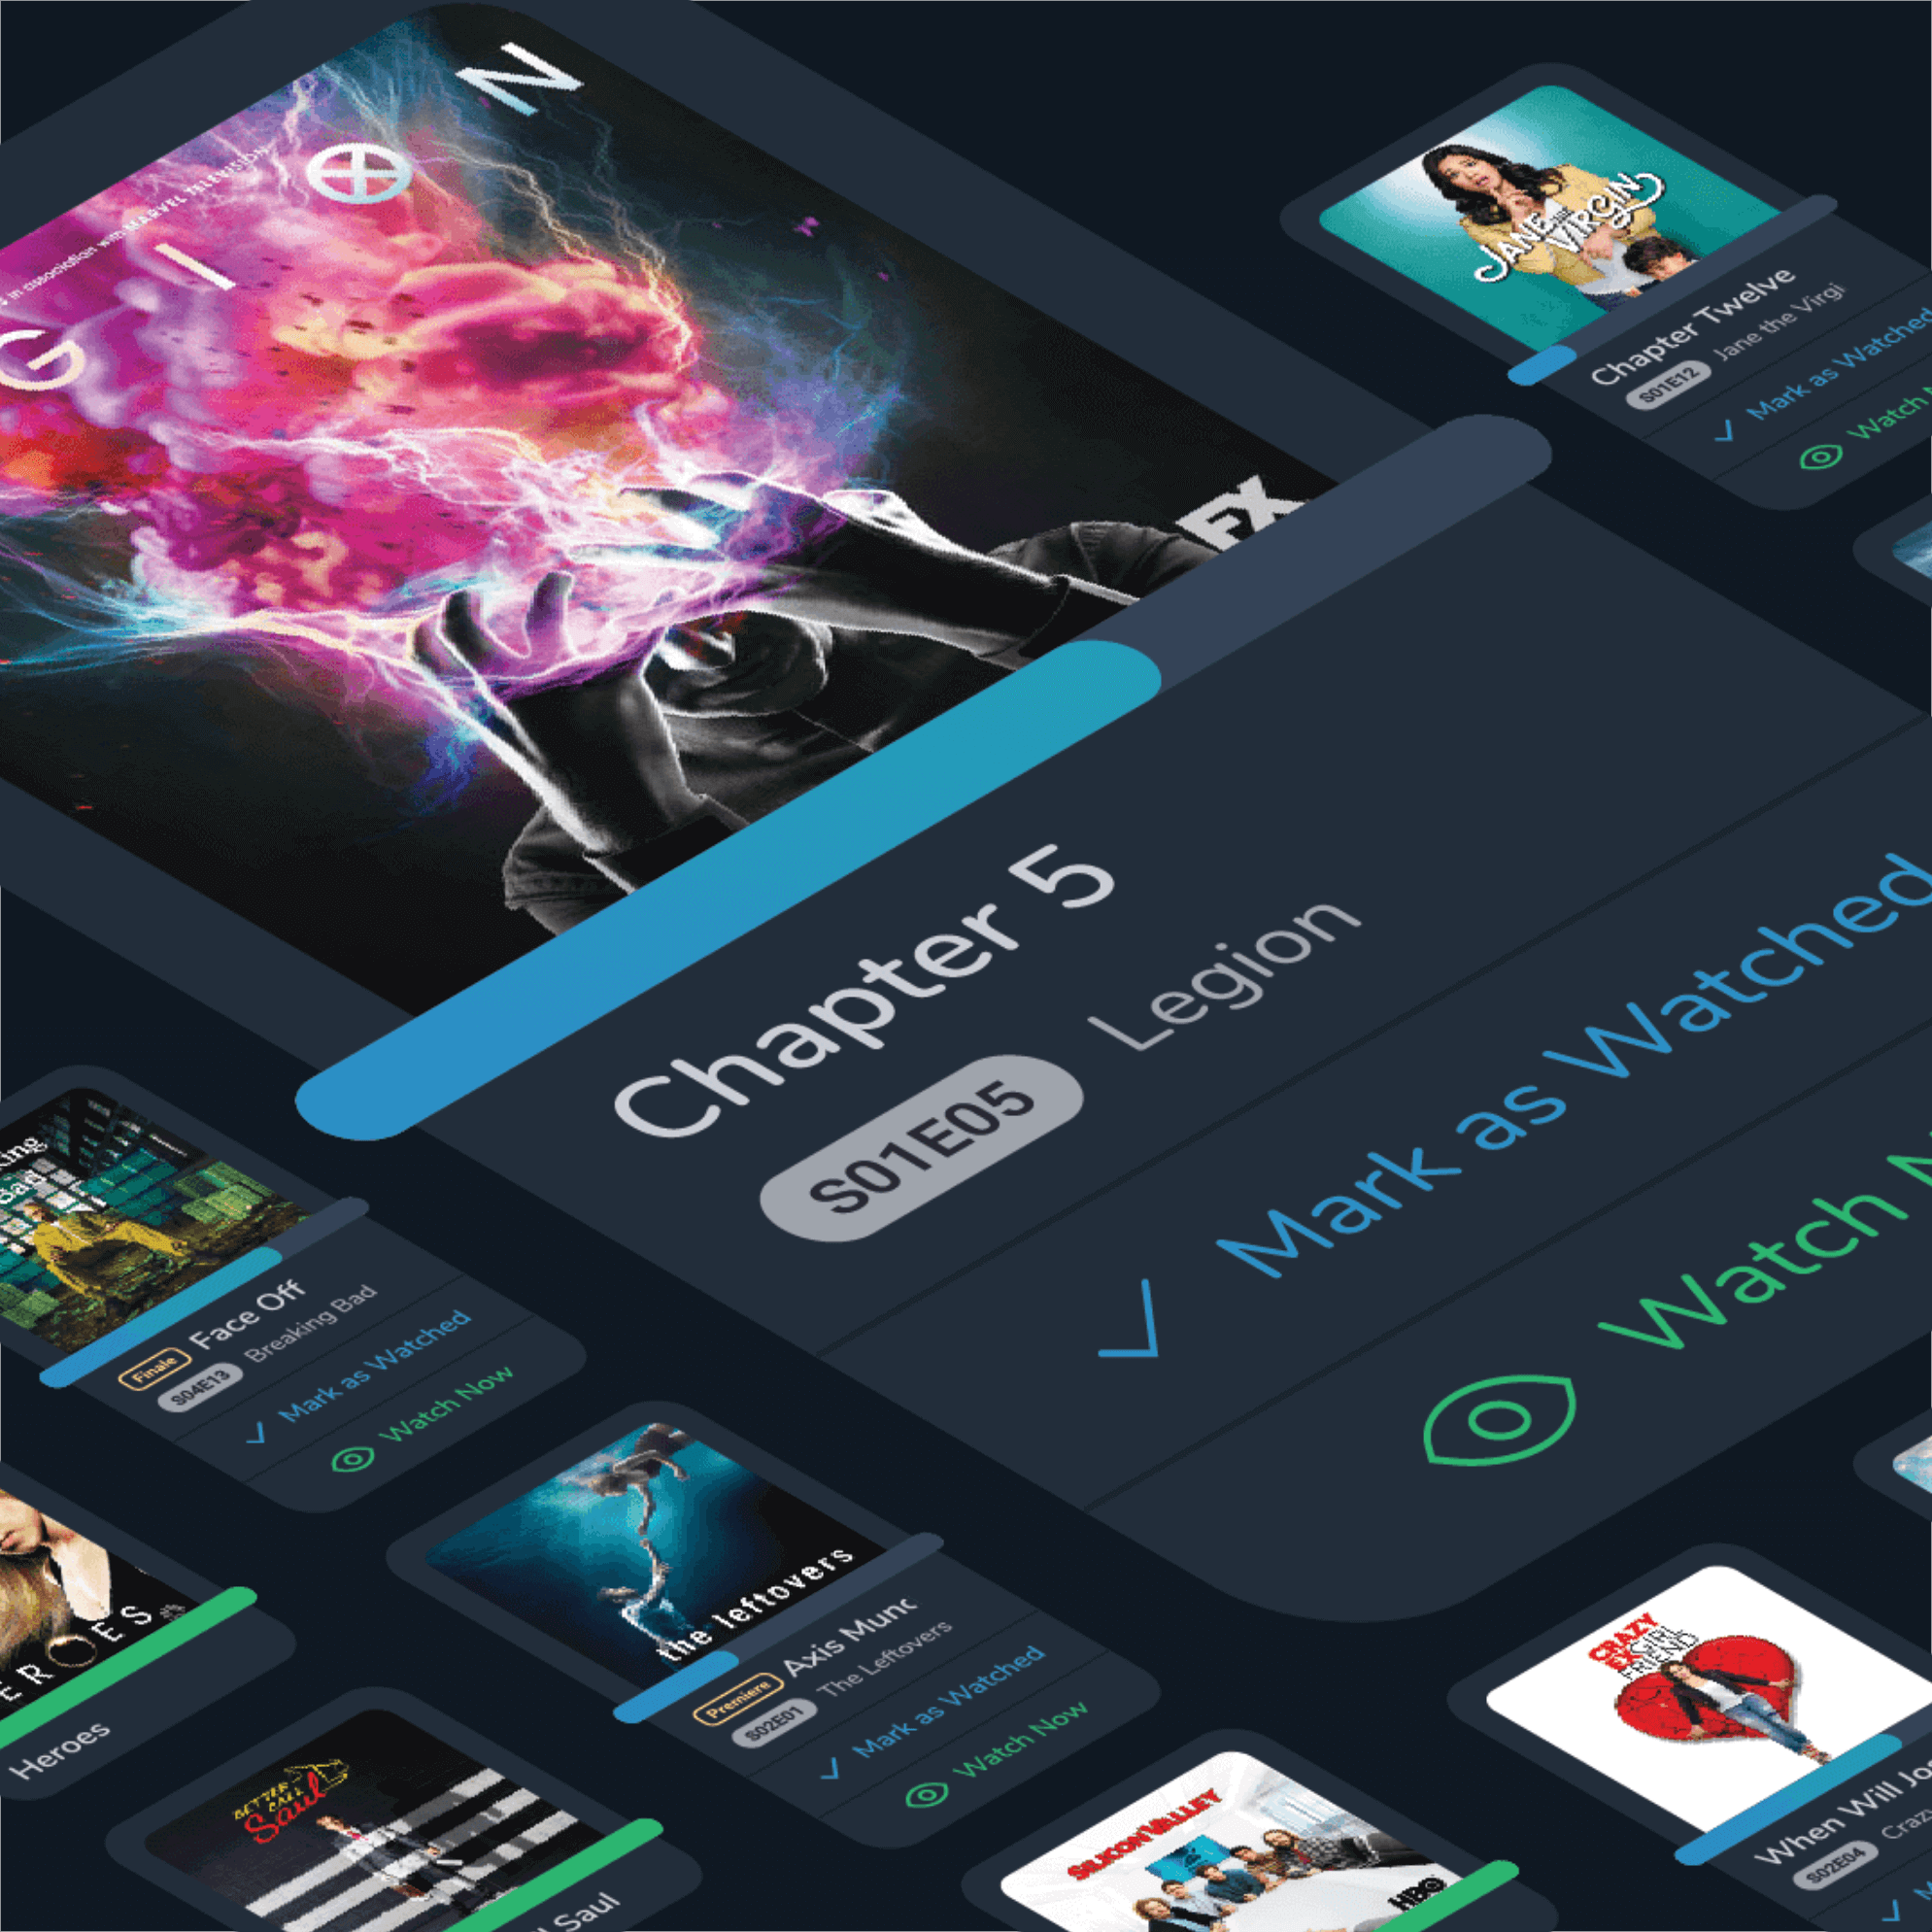 G I O N
in association with MARVEL TELEVISION
FX
Chapter 5
S01E05 Legion
Mark as Watched
Watch
JANE THE VIRGIN
Chapter Twelve
S01E12 Jane the Virgi
Mark as Watched
Watch
Finale Face Off
S04E13 Breaking Bad
Mark as Watched
Watch Now
the leftovers
Premiere Axis Munc
S02E01 The Leftovers
Mark as Watched
Watch Now
EROES
Heroes
BETTER CALL Saul
Saul
SILICON VALLEY
HBO
CRAZY EX-GIRLFRIEND
When Will Jo
S02E04 Craz